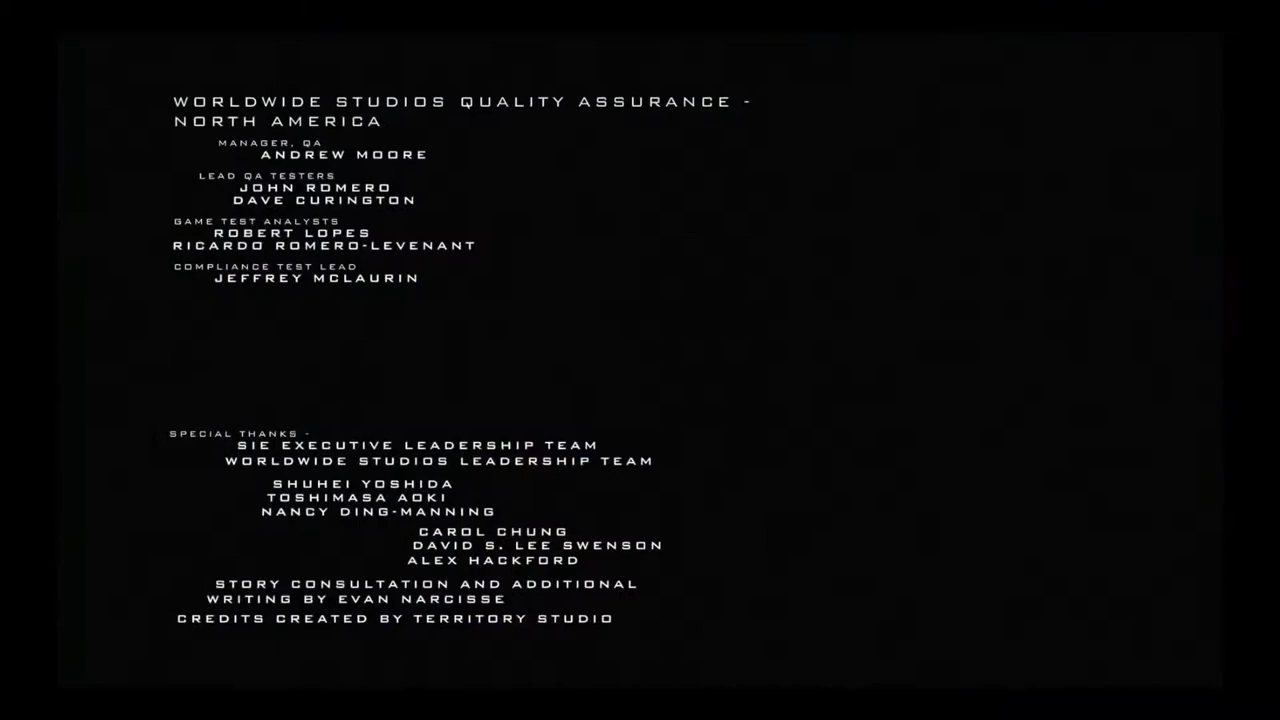 WORLDWIDE STUDIOS QUALITY ASSURANCE -
NORTH AMERICA
MANAGER, QA
ANDREW MOORE
LEAD QA TESTERS
JOHN ROMERO
DAVE CURINGTON
GAME TEST ANALYSTS
ROBERT LOPES
RICARDO ROMERO-LEVENANT
COMPLIANCE TEST LEAD
JEFFREY MCLAURIN
SPECIAL THANKS -
SIE EXECUTIVE LEADERSHIP TEAM
WORLDWIDE STUDIOS LEADERSHIP TEAM
SHUHEI YOSHIDA
TOSHIMASA AOKI
NANCY DING-MANNING
CAROL CHUNG
DAVID S. LEE SWENSON
ALEX HACKFORD
STORY CONSULTATION AND ADDITIONAL
WRITING BY EVAN NARCISSE
CREDITS CREATED BY TERRITORY STUDIO